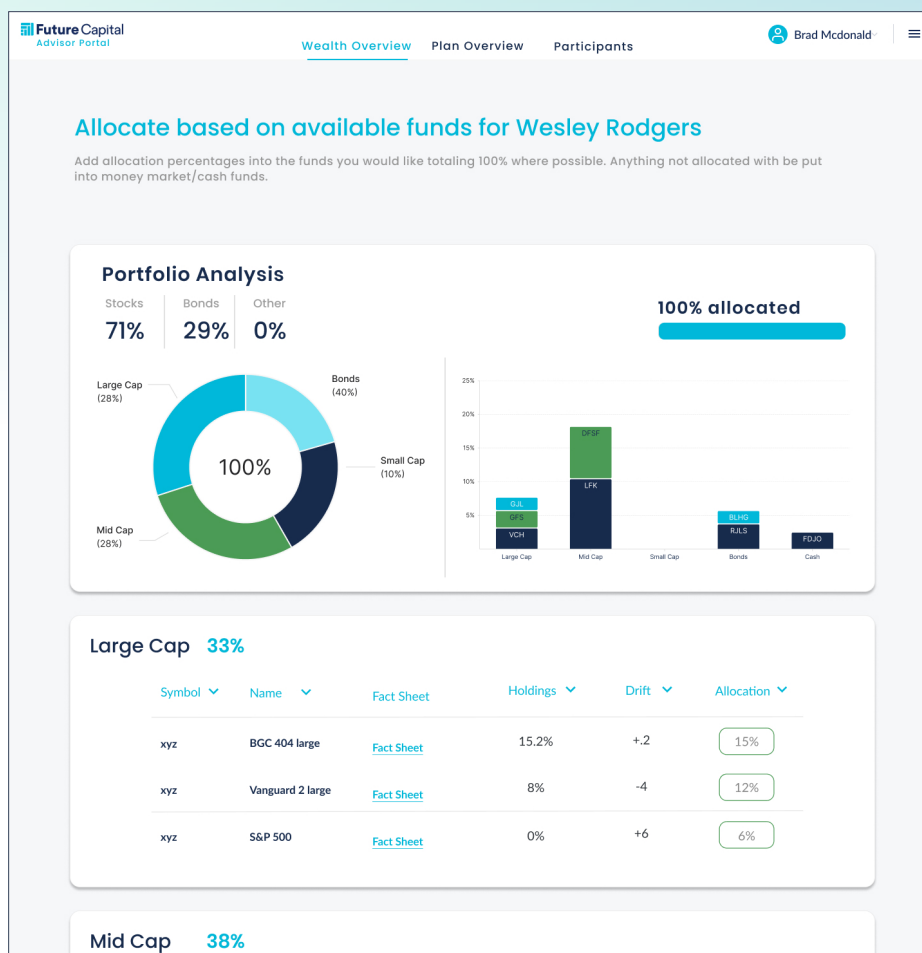 Future Capital
Advisor Portal
Wealth Overview Plan Overview Participants
Brad Mcdonald
Allocate based on available funds for Wesley Rodgers
Add allocation percentages into the funds you would like totaling 100% where possible. Anything not allocated with be put
into money market/cash funds.
Portfolio Analysis
Stocks Bonds Other
71% 29% 0%
100% allocated
Large Cap
(28%)
Bonds
(40%)
100%
Small Cap
(10%)
Mid Cap
(28%)
25%
20%
15%
10%
5%
GJL
GFS
VCH
DFSF
LFK
BLHG
RJLS
FDJO
Large Cap Mid Cap Small Cap Bonds Cash
Large Cap 33%
Symbol Name Fact Sheet Holdings Drift Allocation
xyz BGC 404 large Fact Sheet 15.2% +.2 15%
xyz Vanguard 2 large Fact Sheet 8% -4 12%
xyz S&P 500 Fact Sheet 0% +6 6%
Mid Cap 38%